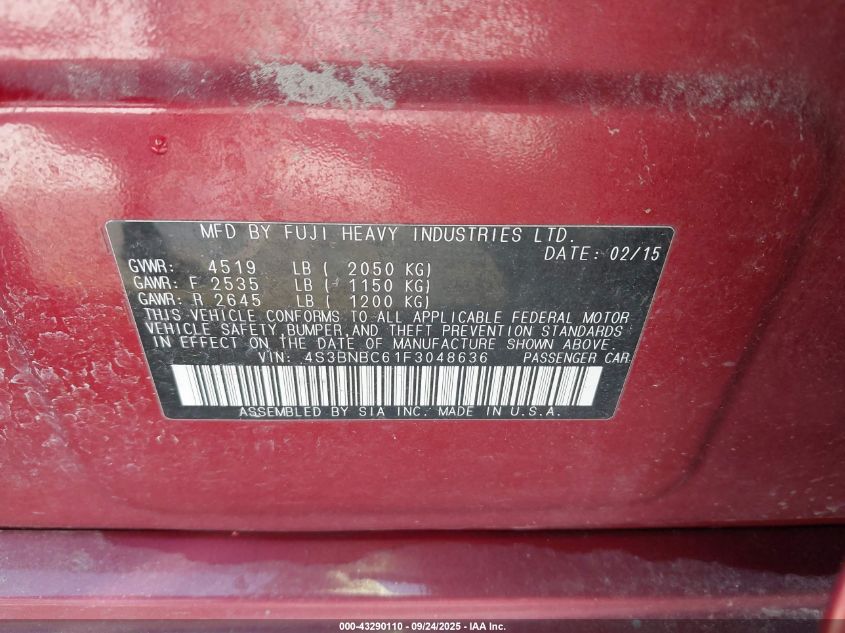 MFD BY FUJI HEAVY INDUSTRIES LTD.
DATE: 02/15
GVWR: 4519 LB ( 2050 KG)
GAWR: F 2535 LB ( 1150 KG)
GAWR: R 2645 LB ( 1200 KG)
THIS VEHICLE CONFORMS TO ALL APPLICABLE FEDERAL MOTOR
VEHICLE SAFETY, BUMPER, AND THEFT PREVENTION STANDARDS
IN EFFECT ON THE DATE OF MANUFACTURE SHOWN ABOVE.
VIN: 4S3BNBC61F3048636 PASSENGER CAR
ASSEMBLED BY SIA INC. MADE IN U.S.A.
000-43290110 - 09/24/2025 - IAA Inc.